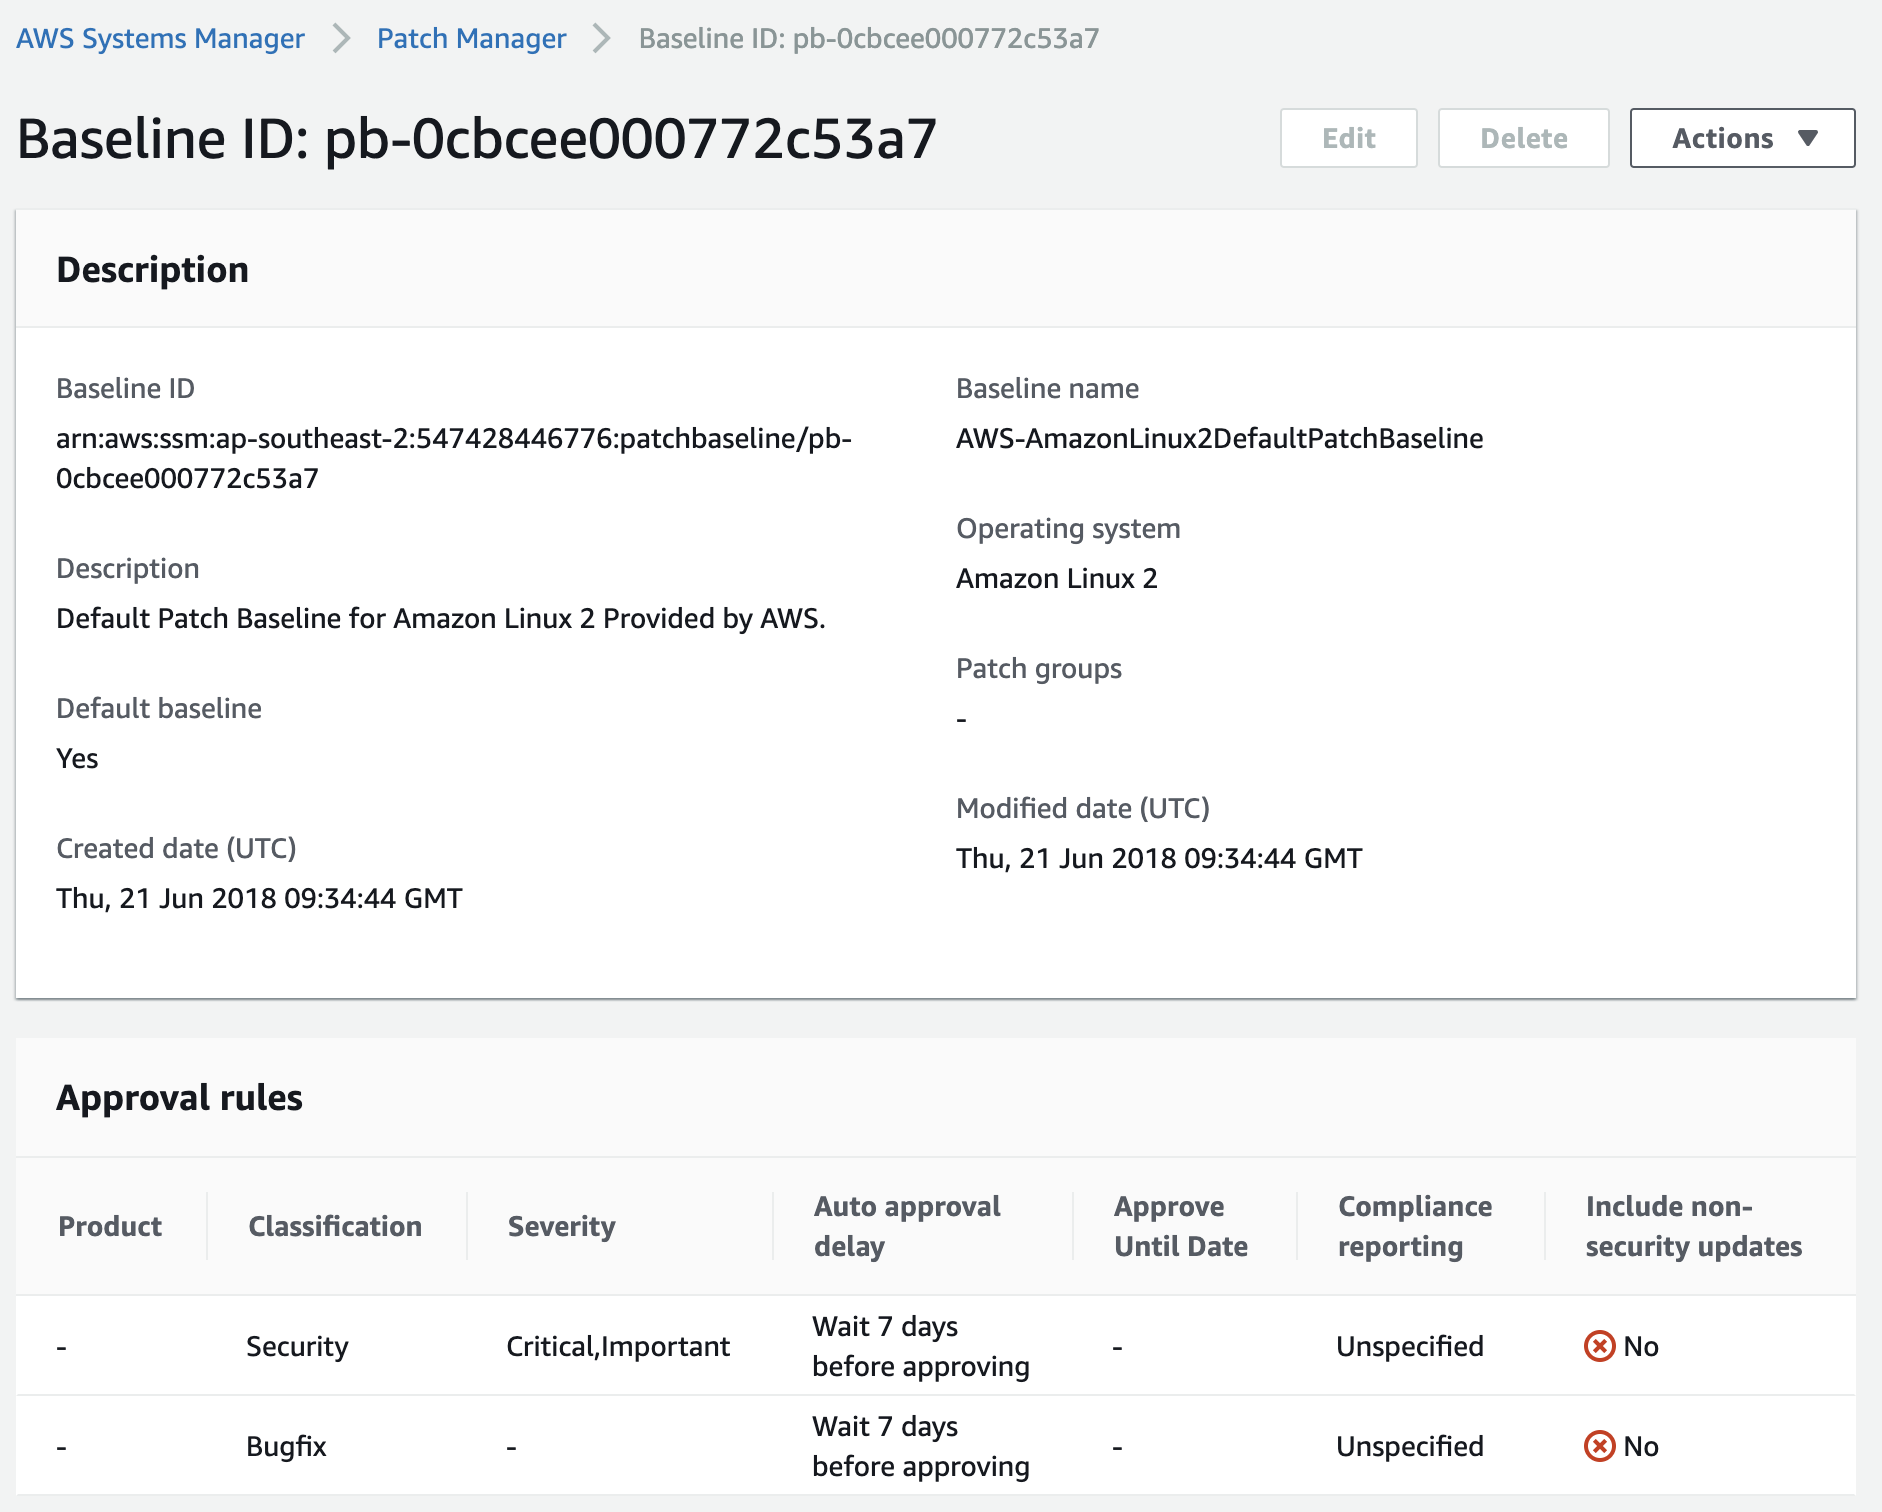 AWS Systems Manager > Patch Manager > Baseline ID: pb-0cbcee000772c53a7
Baseline ID: pb-0cbcee000772c53a7
Edit
Delete
Actions
Description
Baseline ID
arn:aws:ssm:ap-southeast-2:547428446776:patchbaseline/pb-
0cbcee000772c53a7
Description
Default Patch Baseline for Amazon Linux 2 Provided by AWS.
Default baseline
Yes
Created date (UTC)
Thu, 21 Jun 2018 09:34:44 GMT
Baseline name
AWS-AmazonLinux2DefaultPatchBaseline
Operating system
Amazon Linux 2
Patch groups
-
Modified date (UTC)
Thu, 21 Jun 2018 09:34:44 GMT
Approval rules
Product
Classification
Severity
Auto approval
delay
Approve
Until Date
Compliance
reporting
Include non-
security updates
-
Security
Critical,Important
Wait 7 days
before approving
-
Unspecified
No
-
Bugfix
-
Wait 7 days
before approving
-
Unspecified
No